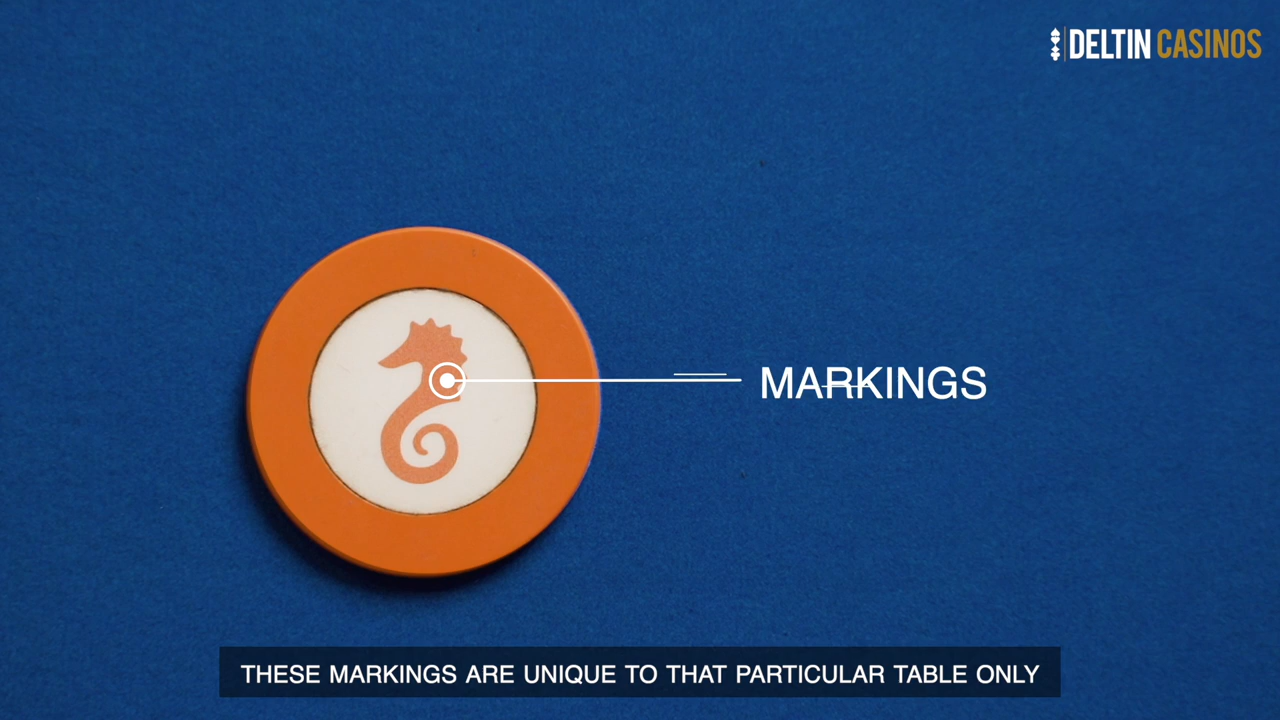 DELTIN CASINOS
MARKINGS
THESE MARKINGS ARE UNIQUE TO THAT PARTICULAR TABLE ONLY